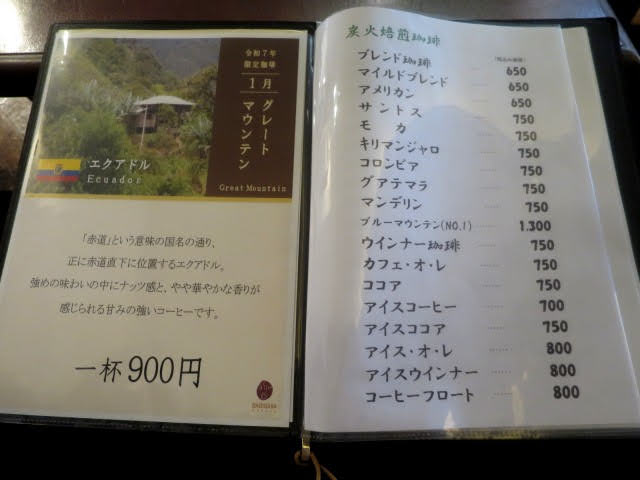 令和7年
限定珈琲
1月
グレート
マウンテン
Great Mountain
エクアドル
Ecuador
「赤道」という意味の国名の通り、
正に赤道直下に位置するエクアドル。
強めの味わいの中にナッツ感と、やや華やかな香りが
感じられる甘みの強いコーヒーです。
一杯 900円
炭火焙煎珈琲
ブレンド珈琲 650
マイルドブレンド 650
アメリカン 650
サントス 750
モカ 750
キリマンジャロ 750
コロンビア 750
グアテマラ 750
マンデリン 750
ブルーマウンテン(NO.1) 1.300
ウインナー珈琲 750
カフェ・オ・レ 750
ココア 750
アイスコーヒー 700
アイスココア 750
アイス・オ・レ 800
アイスウインナー 800
コーヒーフロート 800